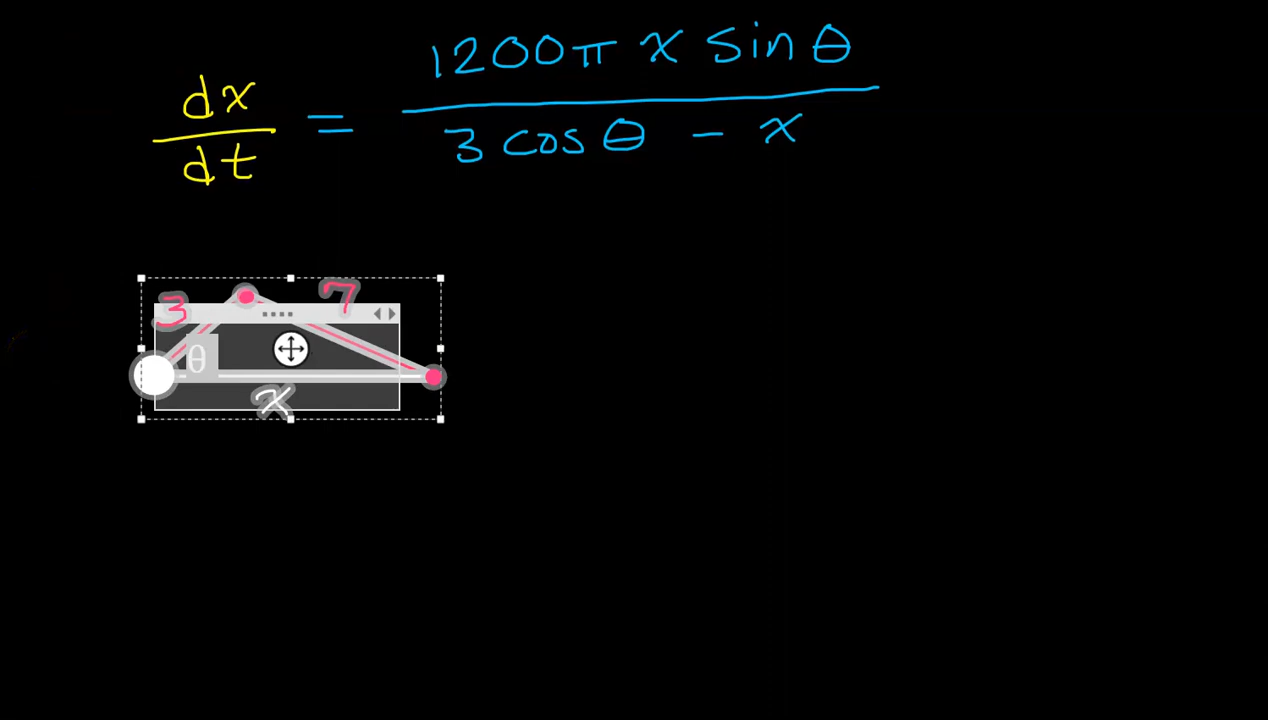 dx/dt = 1200π x sin θ / 3 cos θ - x
3 7
θ
x